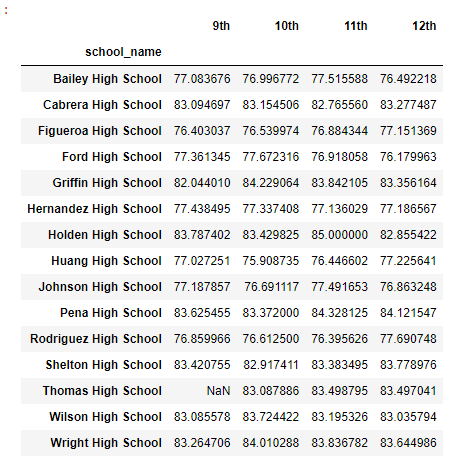 :
9th 10th 11th 12th
school_name
Bailey High School 77.083676 76.996772 77.515588 76.492218
Cabrera High School 83.094697 83.154506 82.765560 83.277487
Figueroa High School 76.403037 76.539974 76.884344 77.151369
Ford High School 77.361345 77.672316 76.918058 76.179963
Griffin High School 82.044010 84.229064 83.842105 83.356164
Hernandez High School 77.438495 77.337408 77.136029 77.186567
Holden High School 83.787402 83.429825 85.000000 82.855422
Huang High School 77.027251 75.908735 76.446602 77.225641
Johnson High School 77.187857 76.691117 77.491653 76.863248
Pena High School 83.625455 83.372000 84.328125 84.121547
Rodriguez High School 76.859966 76.612500 76.395626 77.690748
Shelton High School 83.420755 82.917411 83.383495 83.778976
Thomas High School NaN 83.087886 83.498795 83.497041
Wilson High School 83.085578 83.724422 83.195326 83.035794
Wright High School 83.264706 84.010288 83.836782 83.644986